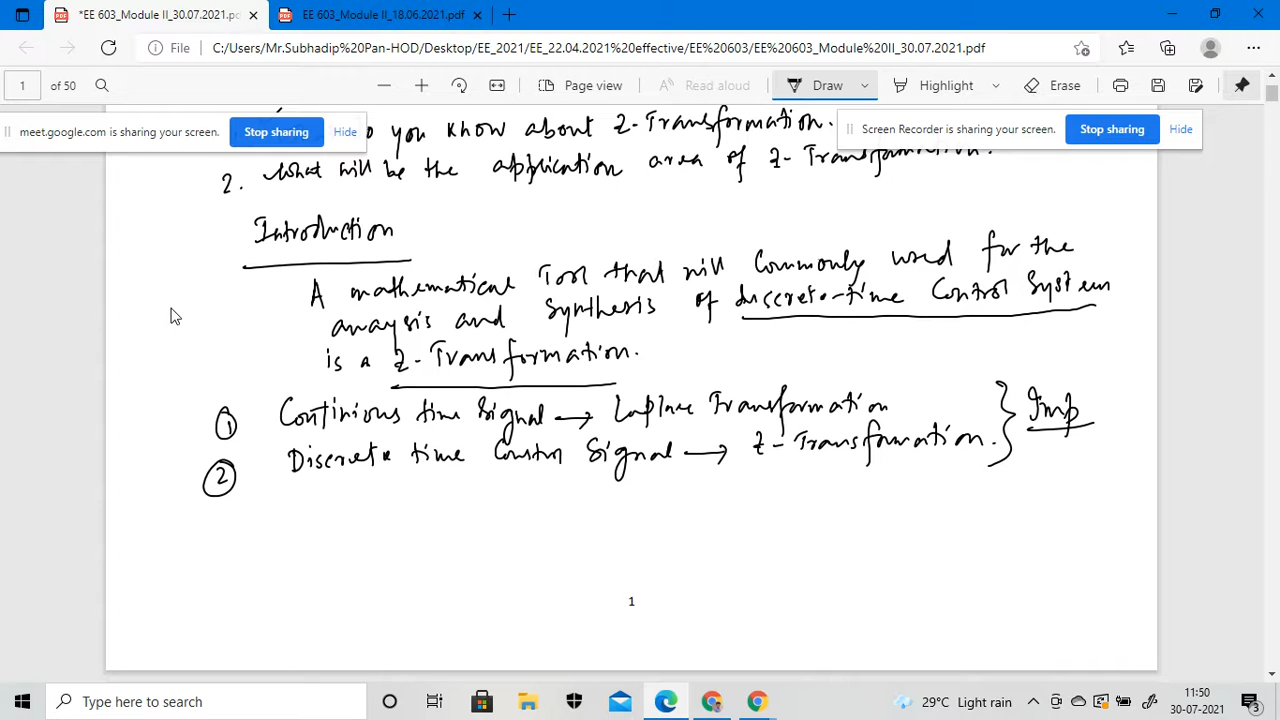 *EE 603_Module II_30.07.2021.pd
EE 603_Module II_18.06.2021.pdf
File C:/Users/Mr.Subhadip%20Pan-HOD/Desktop/EE_2021/EE_22.04.2021%20effective/EE%20603/EE%20603_Module%20II_30.07.2021.pdf
1 of 50 Page view Read aloud Draw Highlight Erase
meet.google.com is sharing your screen. Stop sharing Hide
Screen Recorder is sharing your screen. Stop sharing Hide
you know about Z-Transformation.
2. What will be the application area of Z-Transformation.
Introduction
A mathematical Tool that will Commonly used for the
anaysis and Synthesis of discrete-time Control System
is a Z-Transformation.
1 Continious time Signal → Laplace Transformation
2 Discrete time Signal → Z-Transformation.
Imp
1
Type here to search
29°C Light rain
11:50
30-07-2021
3